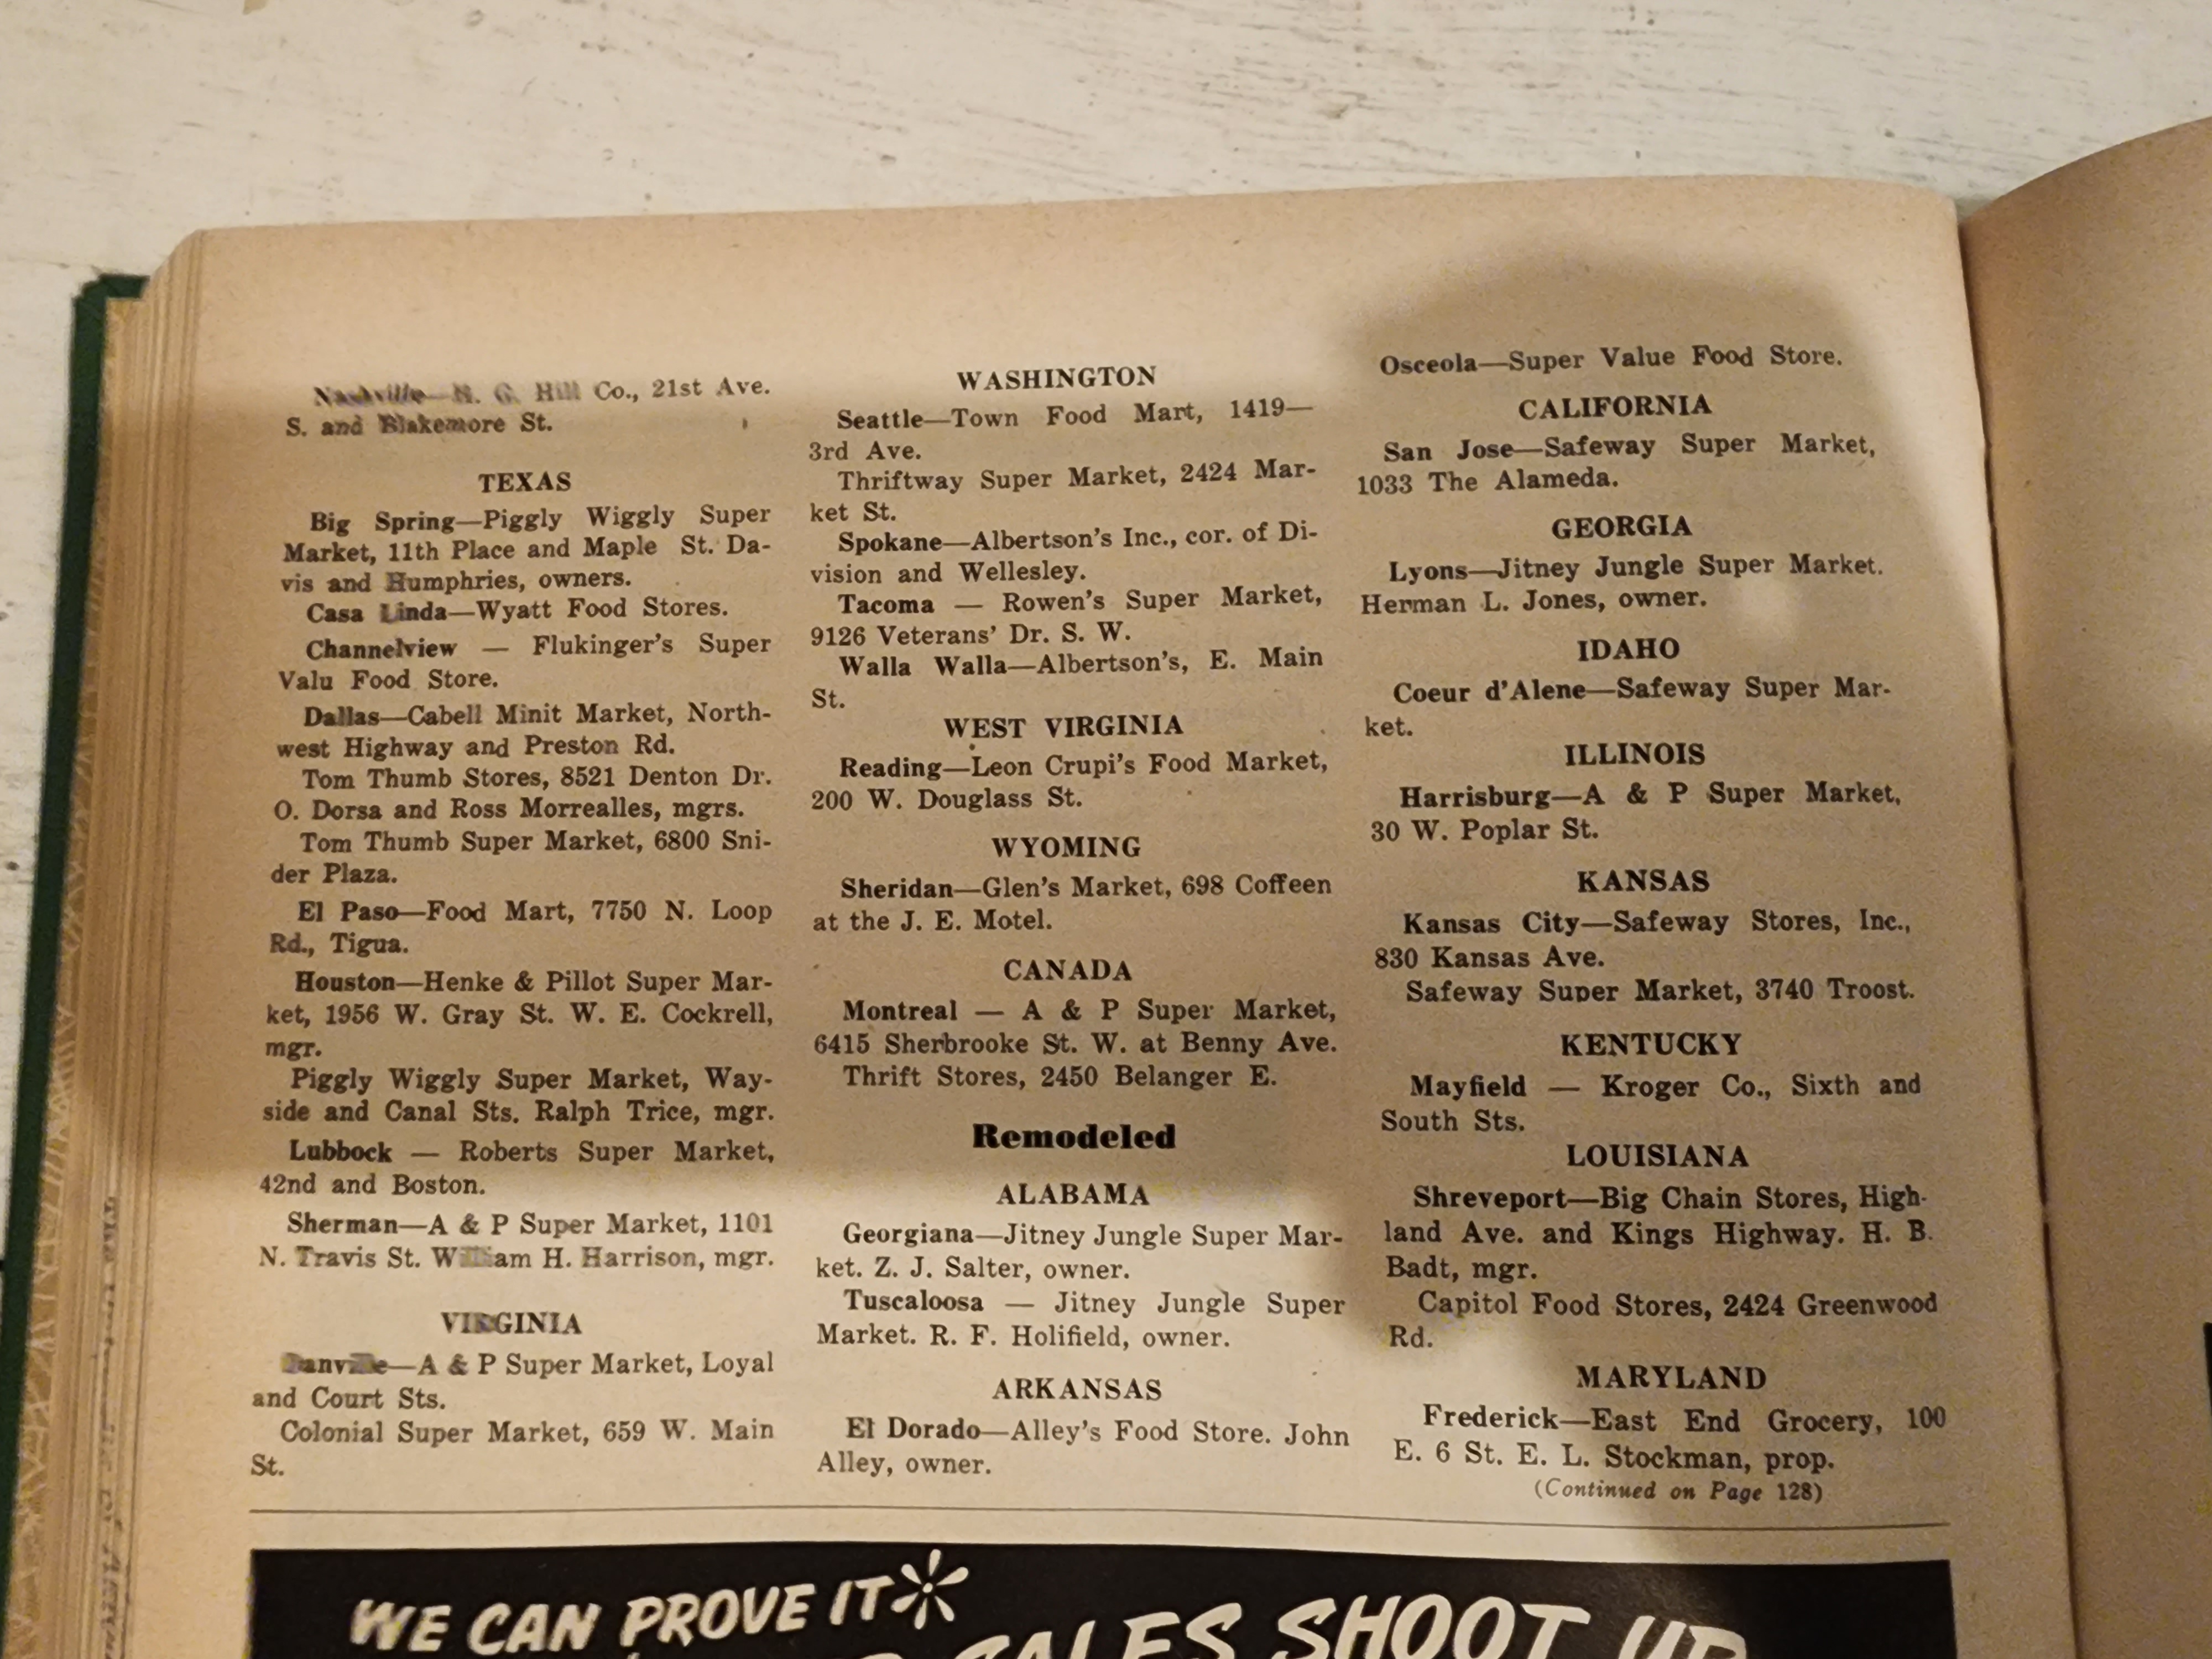 Nashville—H. G. Hill Co., 21st Ave.
S. and Blakemore St.
TEXAS
Big Spring—Piggly Wiggly Super
Market, 11th Place and Maple St. Da-
vis and Humphries, owners.
Casa Linda—Wyatt Food Stores.
Channelview — Flukinger's Super
Valu Food Store.
Dallas—Cabell Minit Market, North-
west Highway and Preston Rd.
Tom Thumb Stores, 8521 Denton Dr.
O. Dorsa and Ross Morrealles, mgrs.
Tom Thumb Super Market, 6800 Sni-
der Plaza.
El Paso—Food Mart, 7750 N. Loop
Rd., Tigua.
Houston—Henke & Pillot Super Mar-
ket, 1956 W. Gray St. W. E. Cockrell,
mgr.
Piggly Wiggly Super Market, Way-
side and Canal Sts. Ralph Trice, mgr.
Lubbock — Roberts Super Market,
42nd and Boston.
Sherman—A & P Super Market, 1101
N. Travis St. William H. Harrison, mgr.
VIRGINIA
Danville—A & P Super Market, Loyal
and Court Sts.
Colonial Super Market, 659 W. Main
St.
WASHINGTON
Seattle—Town Food Mart, 1419—
3rd Ave.
Thriftway Super Market, 2424 Mar-
ket St.
Spokane—Albertson's Inc., cor. of Di-
vision and Wellesley.
Tacoma — Rowen's Super Market,
9126 Veterans' Dr. S. W.
Walla Walla—Albertson's, E. Main
St.
WEST VIRGINIA
Reading—Leon Crupi's Food Market,
200 W. Douglass St.
WYOMING
Sheridan—Glen's Market, 698 Coffeen
at the J. E. Motel.
CANADA
Montreal — A & P Super Market,
6415 Sherbrooke St. W. at Benny Ave.
Thrift Stores, 2450 Belanger E.
Remodeled
ALABAMA
Georgiana—Jitney Jungle Super Mar-
ket. Z. J. Salter, owner.
Tuscaloosa — Jitney Jungle Super
Market. R. F. Holifield, owner.
ARKANSAS
El Dorado—Alley's Food Store. John
Alley, owner.
Osceola—Super Value Food Store.
CALIFORNIA
San Jose—Safeway Super Market,
1033 The Alameda.
GEORGIA
Lyons—Jitney Jungle Super Market.
Herman L. Jones, owner.
IDAHO
Coeur d'Alene—Safeway Super Mar-
ket.
ILLINOIS
Harrisburg—A & P Super Market,
30 W. Poplar St.
KANSAS
Kansas City—Safeway Stores, Inc.,
830 Kansas Ave.
Safeway Super Market, 3740 Troost.
KENTUCKY
Mayfield — Kroger Co., Sixth and
South Sts.
LOUISIANA
Shreveport—Big Chain Stores, High-
land Ave. and Kings Highway. H. B.
Badt, mgr.
Capitol Food Stores, 2424 Greenwood
Rd.
MARYLAND
Frederick—East End Grocery, 100
E. 6 St. E. L. Stockman, prop.
(Continued on Page 128)
WE CAN PROVE IT*
SALES SHOOT UP